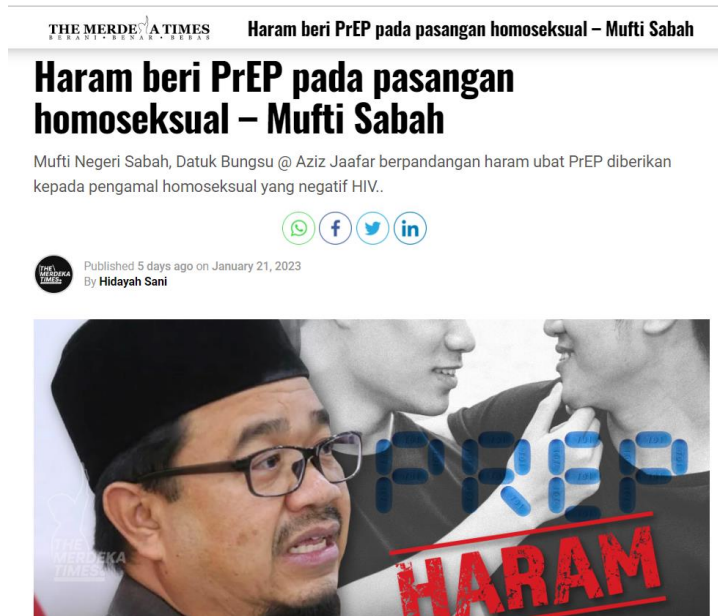 THE MERDEKA TIMES
BERANI • BENAR • BEBAS
Haram beri PrEP pada pasangan homoseksual – Mufti Sabah
Haram beri PrEP pada pasangan
homoseksual – Mufti Sabah
Mufti Negeri Sabah, Datuk Bungsu @ Aziz Jaafar berpandangan haram ubat PrEP diberikan
kepada pengamal homoseksual yang negatif HIV..
THE
MERDEKA
TIMES
Published 5 days ago on January 21, 2023
By Hidayah Sani
PREP
HARAM
THE
MERDEKA
TIMES